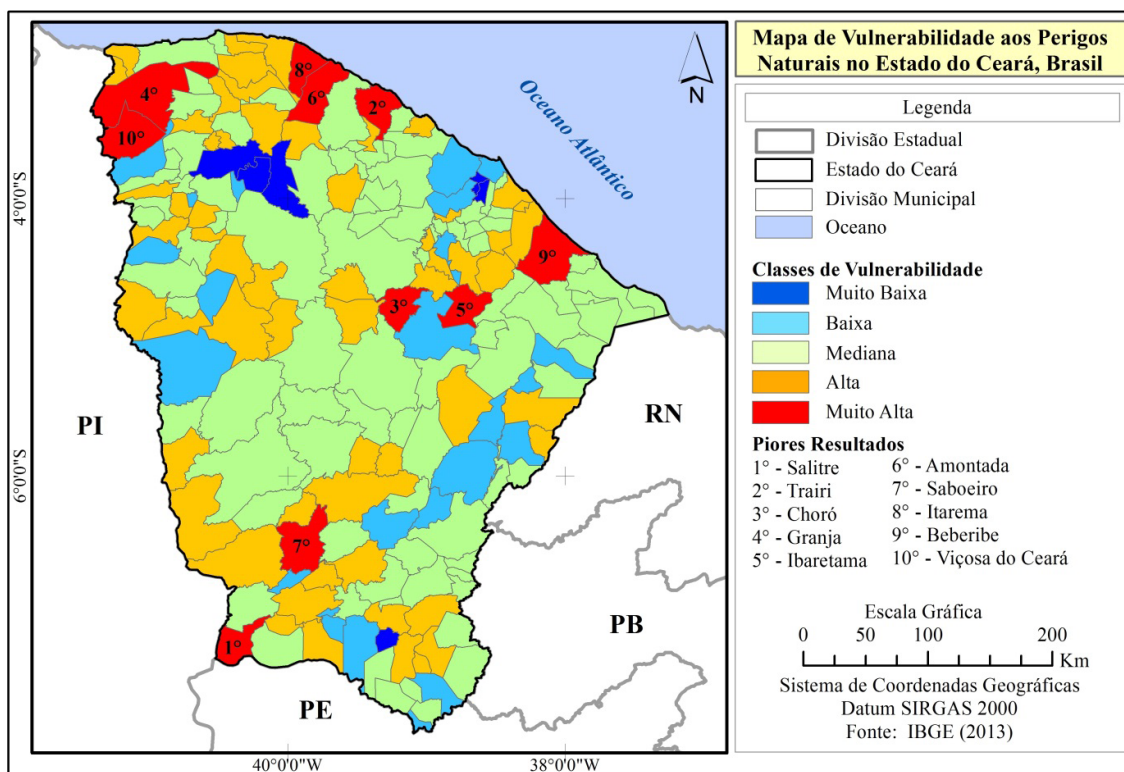 8°
4°
6°
2°
10°
N
Oceano Atlântico
4°0'0"S
9°
3°
5°
PI
RN
6°0'0"S
7°
PB
1°
PE
40°0'0"W
38°0'0"W
Mapa de Vulnerabilidade aos Perigos
Naturais no Estado do Ceará, Brasil
Legenda
Divisão Estadual
Estado do Ceará
Divisão Municipal
Oceano
Classes de Vulnerabilidade
Muito Baixa
Baixa
Mediana
Alta
Muito Alta
Piores Resultados
1° - Salitre
2° - Trairi
3° - Choró
4° - Granja
5° - Ibaretama
6° - Amontada
7° - Saboeiro
8° - Itarema
9° - Beberibe
10° - Viçosa do Ceará
Escala Gráfica
0 50 100 200
Km
Sistema de Coordenadas Geográficas
Datum SIRGAS 2000
Fonte: IBGE (2013)